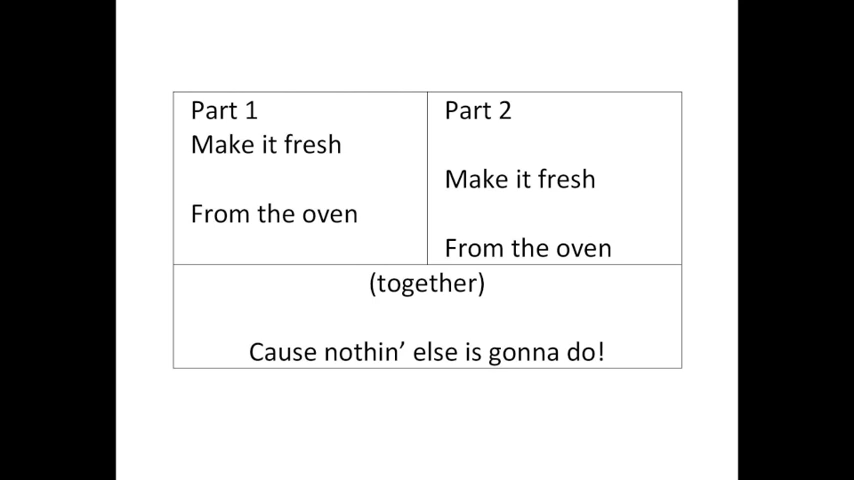 Part 1
Make it fresh
From the oven
Part 2
Make it fresh
From the oven
(together)
Cause nothin’ else is gonna do!